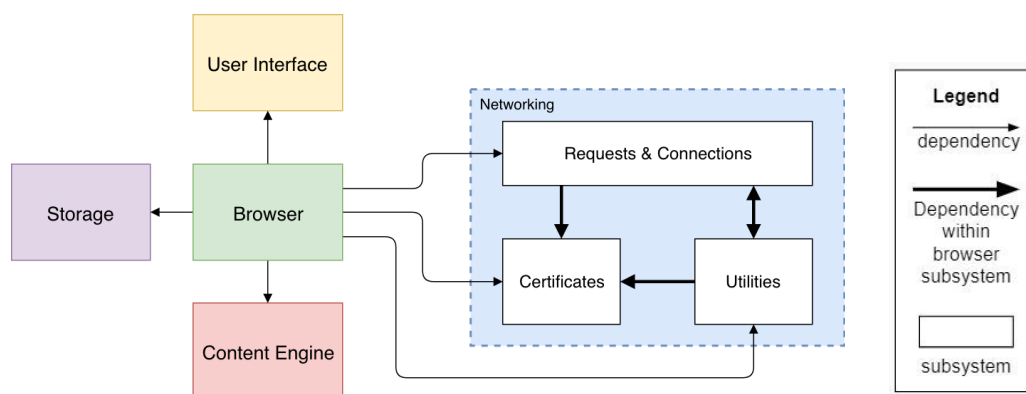 User Interface
Networking
Requests & Connections
Storage
Browser
Certificates
Utilities
Content Engine
Legend
dependency
Dependency
within
browser
subsystem
subsystem